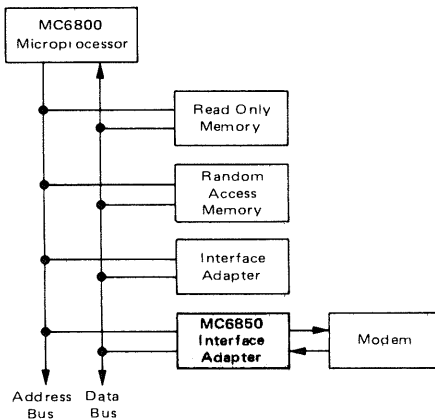 MC6800
Microprocessor
Read Only
Memory
Random
Access
Memory
Interface
Adapter
MC6850
Interface
Adapter
Modem
Address
Bus
Data
Bus